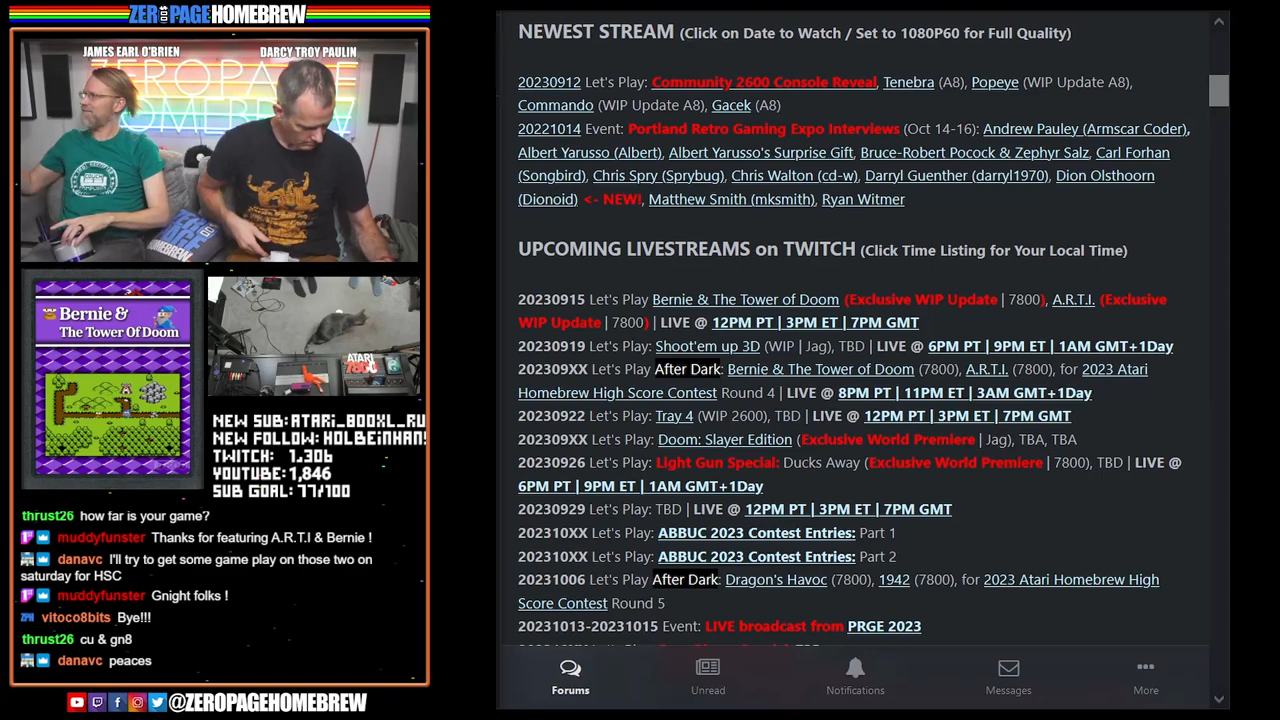 ZEROPAGE HOMEBREW
JAMES EARL O'BRIEN
DARCY TROY PAULIN
ZEROPAGE
HOMEBREW
Bernie &
The Tower Of Doom
ATARI
7800
NEW SUB:ATARI_800XL_RU
NEW FOLLOW:HOLBEINHANS
TWITCH: 1,306
YOUTUBE:1,846
SUB GOAL:77/100
thrust26 how far is your game?
muddyfunster Thanks for featuring A.R.T.I & Bernie !
danavc I'll try to get some game play on those two on
saturday for HSC
muddyfunster Gnight folks !
vitoco8bits Bye!!!
thrust26 cu & gn8
danavc peaces
@ZEROPAGEHOMEBREW
NEWEST STREAM (Click on Date to Watch / Set to 1080P60 for Full Quality)
20230912 Let's Play: Community 2600 Console Reveal, Tenebra (A8), Popeye (WIP Update A8),
Commando (WIP Update A8), Gacek (A8)
20221014 Event: Portland Retro Gaming Expo Interviews (Oct 14-16): Andrew Pauley (Armscar Coder),
Albert Yarusso (Albert), Albert Yarusso's Surprise Gift, Bruce-Robert Pocock & Zephyr Salz, Carl Forhan
(Songbird), Chris Spry (Sprybug), Chris Walton (cd-w), Darryl Guenther (darryl1970), Dion Olsthoorn
(Dionoid) <- NEW!, Matthew Smith (mksmith), Ryan Witmer
UPCOMING LIVESTREAMS on TWITCH (Click Time Listing for Your Local Time)
20230915 Let's Play Bernie & The Tower of Doom (Exclusive WIP Update | 7800), A.R.T.I. (Exclusive
WIP Update | 7800) | LIVE @ 12PM PT | 3PM ET | 7PM GMT
20230919 Let's Play: Shoot'em up 3D (WIP | Jag), TBD | LIVE @ 6PM PT | 9PM ET | 1AM GMT+1Day
202309XX Let's Play After Dark: Bernie & The Tower of Doom (7800), A.R.T.I. (7800), for 2023 Atari
Homebrew High Score Contest Round 4 | LIVE @ 8PM PT | 11PM ET | 3AM GMT+1Day
20230922 Let's Play: Tray 4 (WIP 2600), TBD | LIVE @ 12PM PT | 3PM ET | 7PM GMT
202309XX Let's Play: Doom: Slayer Edition (Exclusive World Premiere | Jag), TBA, TBA
20230926 Let's Play: Light Gun Special: Ducks Away (Exclusive World Premiere | 7800), TBD | LIVE @
6PM PT | 9PM ET | 1AM GMT+1Day
20230929 Let's Play: TBD | LIVE @ 12PM PT | 3PM ET | 7PM GMT
202310XX Let's Play: ABBUC 2023 Contest Entries: Part 1
202310XX Let's Play: ABBUC 2023 Contest Entries: Part 2
20231006 Let's Play After Dark: Dragon's Havoc (7800), 1942 (7800), for 2023 Atari Homebrew High
Score Contest Round 5
20231013-20231015 Event: LIVE broadcast from PRGE 2023
Forums Unread Notifications Messages More